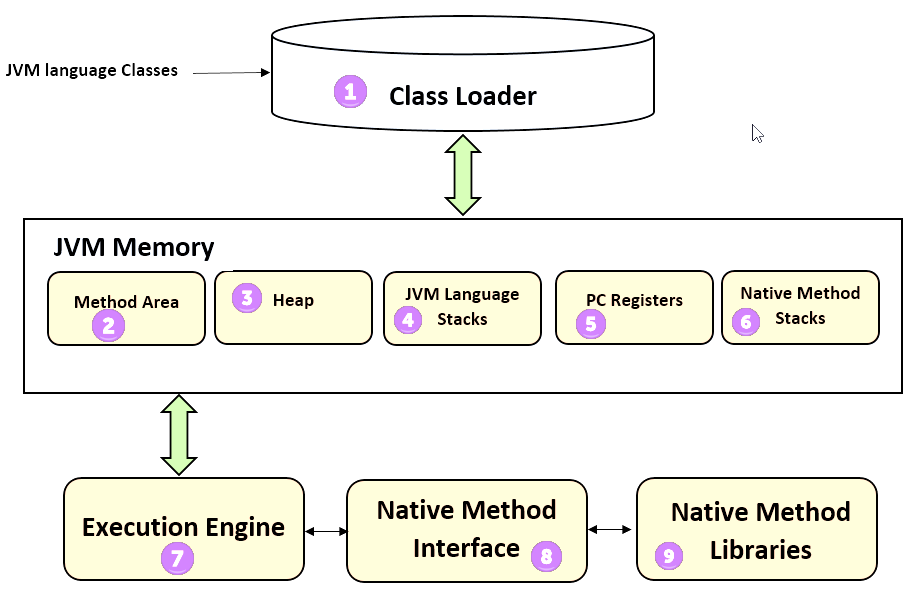 JVM language Classes
1 Class Loader
JVM Memory
Method Area
2
3 Heap
JVM Language
4 Stacks
PC Registers
5
Native Method
6 Stacks
Execution Engine
7
Native Method
Interface 8
Native Method
9 Libraries